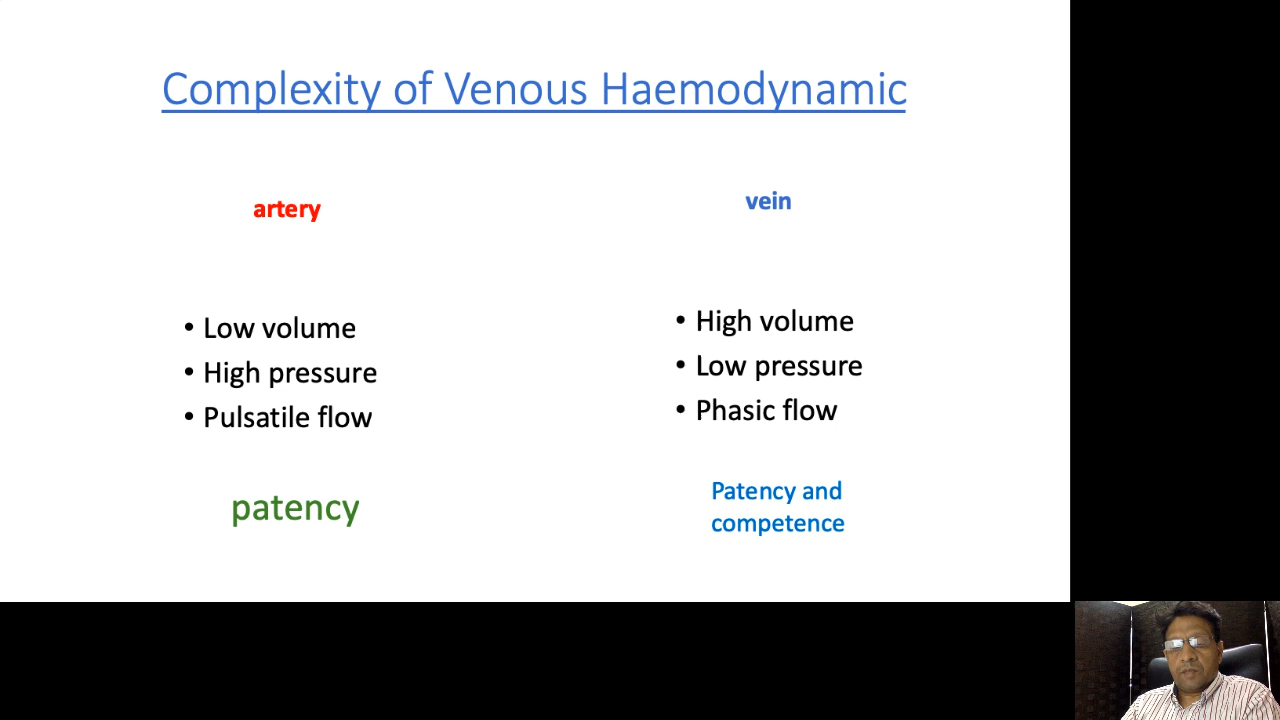 Complexity of Venous Haemodynamic
artery
• Low volume
• High pressure
• Pulsatile flow
patency
vein
• High volume
• Low pressure
• Phasic flow
Patency and
competence